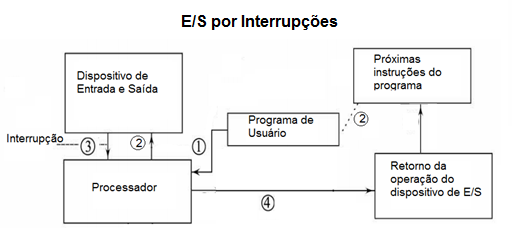 E/S por Interrupções
Dispositivo de
Entrada e Saída
Próximas
instruções do
programa
Programa de
Usuário
2
Interrupção
3
2
1
Processador
4
Retorno da
operação do
dispositivo de E/S